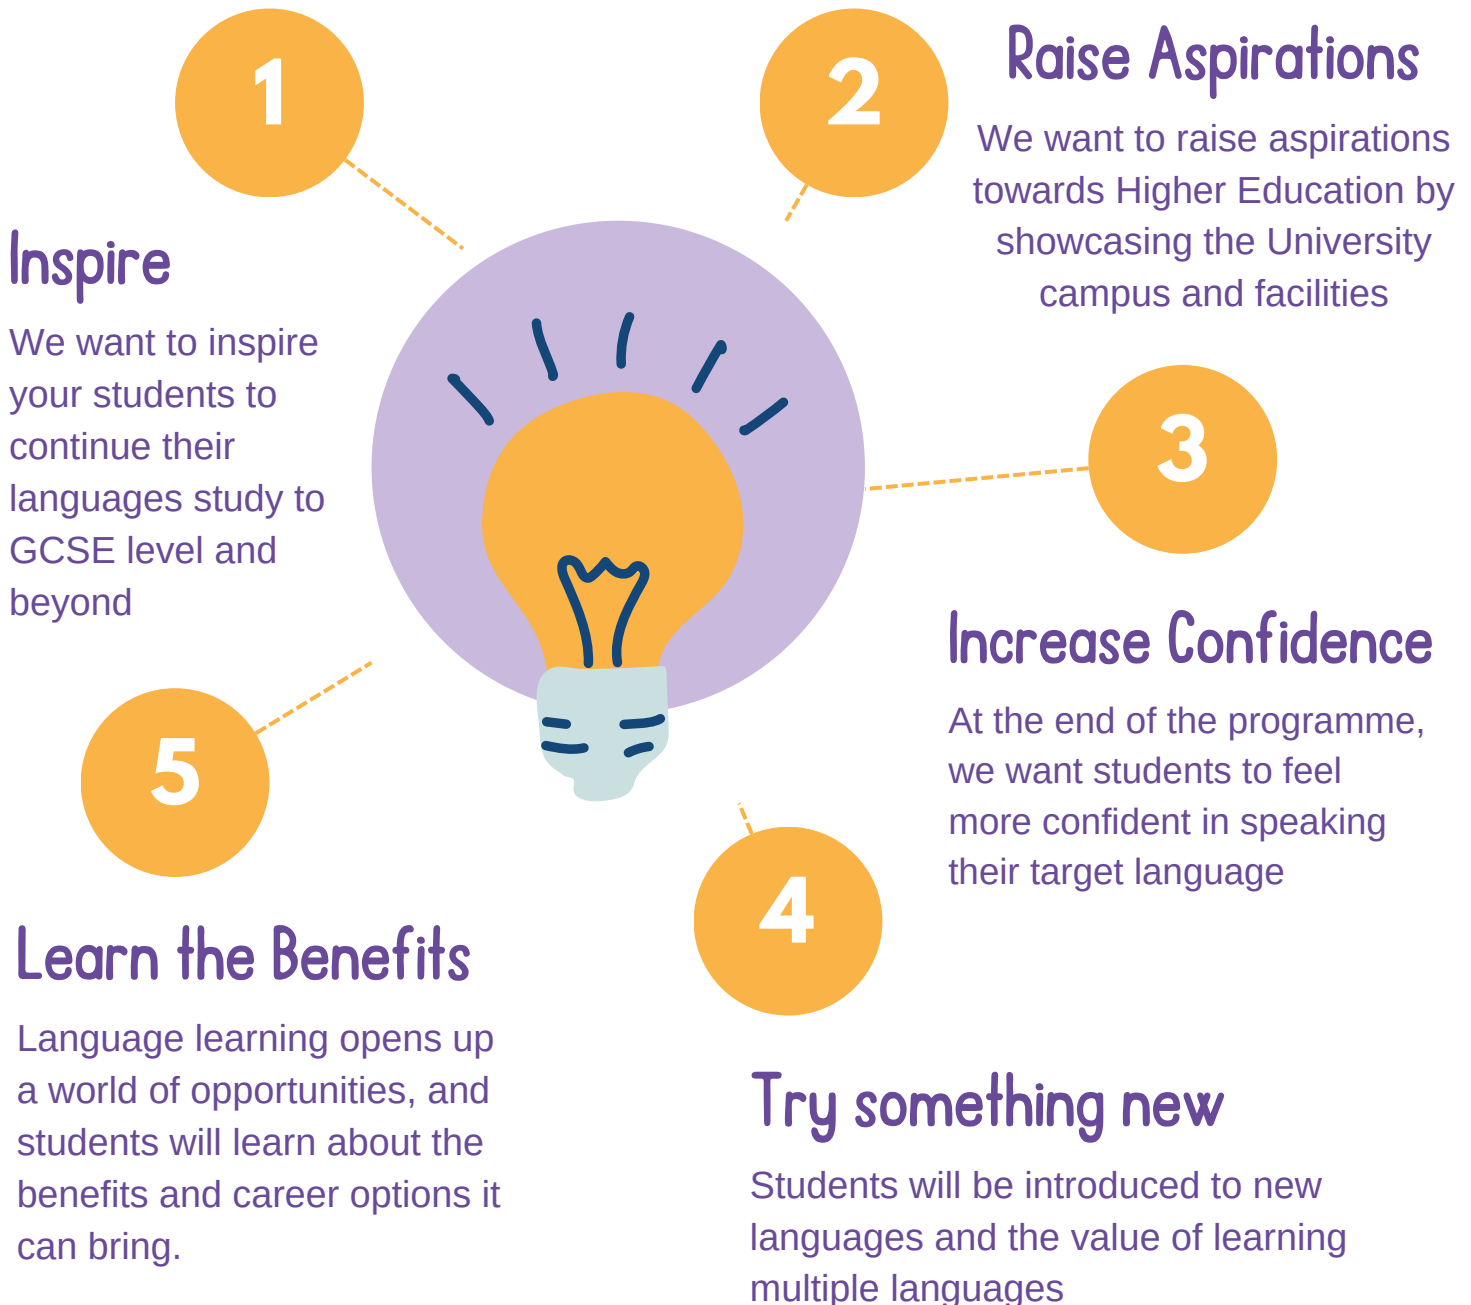 1
Inspire
We want to inspire
your students to
continue their
languages study to
GCSE level and
beyond
2
Raise Aspirations
We want to raise aspirations
towards Higher Education by
showcasing the University
campus and facilities
3
Increase Confidence
At the end of the programme,
we want students to feel
more confident in speaking
their target language
4
Try something new
Students will be introduced to new
languages and the value of learning
multiple languages
5
Learn the Benefits
Language learning opens up
a world of opportunities, and
students will learn about the
benefits and career options it
can bring.